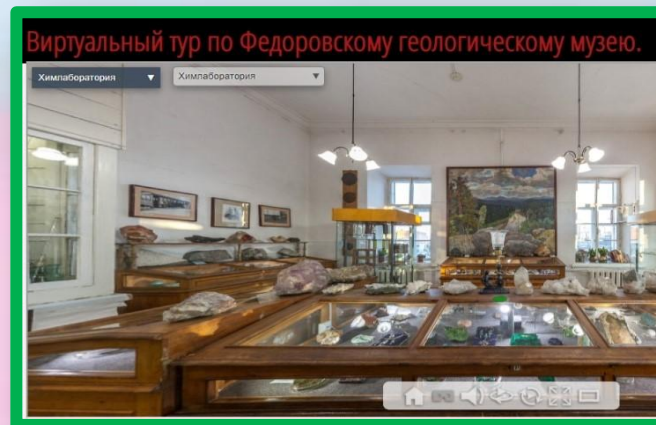 Виртуальный тур по Федоровскому геологическому музею.
Химлаборатория Химлаборатория